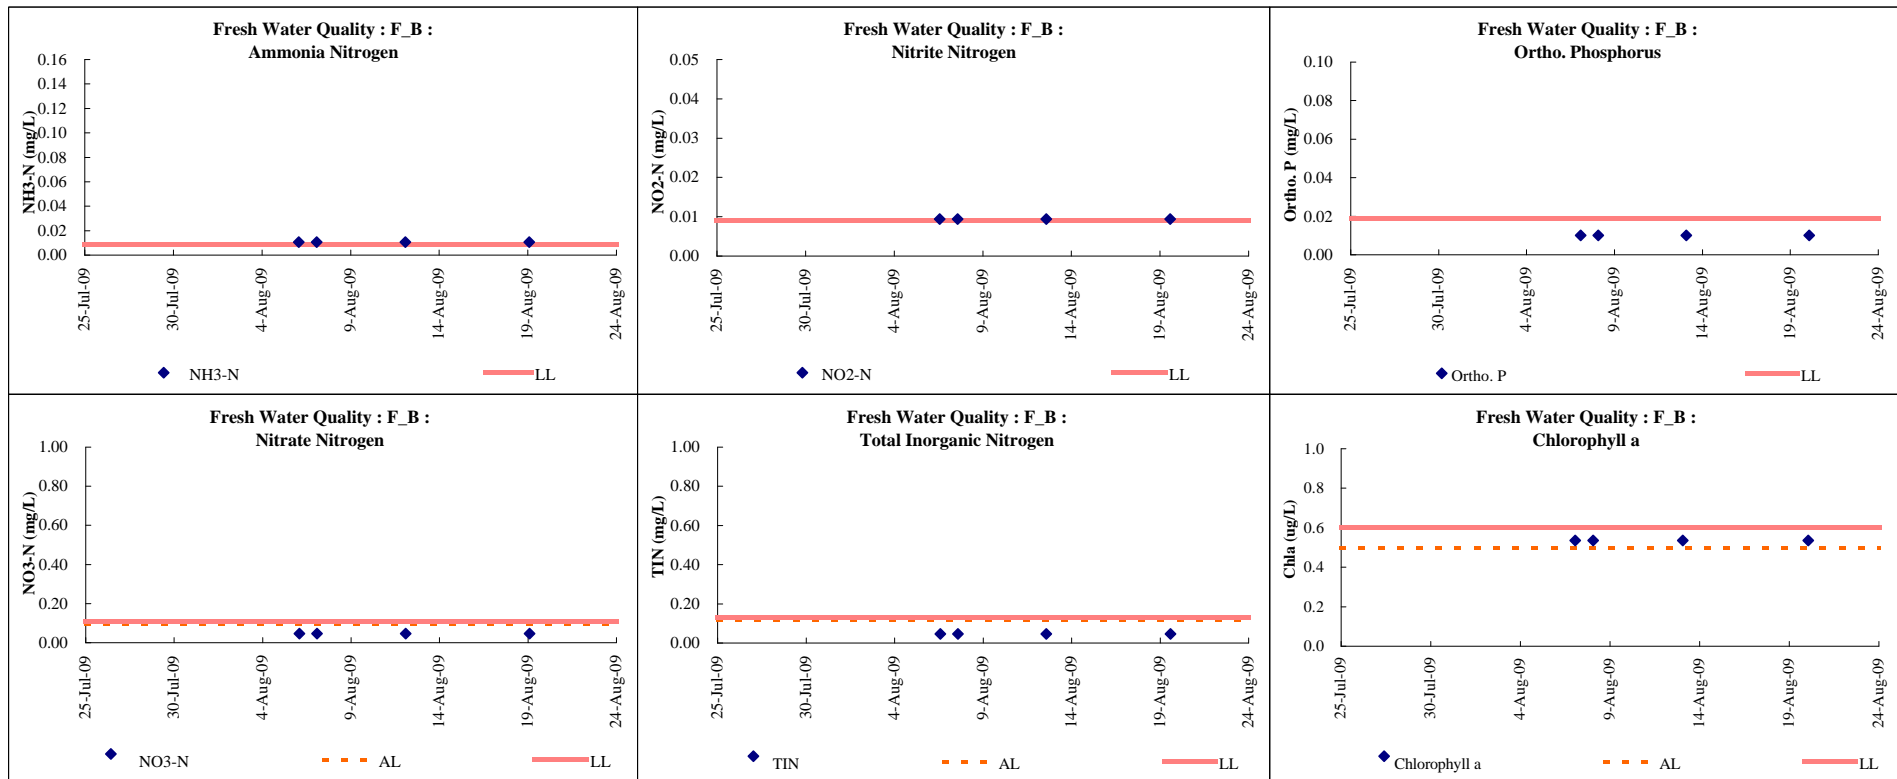 Fresh Water Quality : F_B :
Ammonia Nitrogen
NH3-N (mg/L)
0.16
0.14
0.12
0.10
0.08
0.06
0.04
0.02
0.00
25-Jul-09
30-Jul-09
4-Aug-09
9-Aug-09
14-Aug-09
19-Aug-09
24-Aug-09
NH3-N
LL
Fresh Water Quality : F_B :
Nitrite Nitrogen
NO2-N (mg/L)
0.05
0.04
0.03
0.02
0.01
0.00
25-Jul-09
30-Jul-09
4-Aug-09
9-Aug-09
14-Aug-09
19-Aug-09
24-Aug-09
NO2-N
LL
Fresh Water Quality : F_B :
Ortho. Phosphorus
Ortho. P (mg/L)
0.10
0.08
0.06
0.04
0.02
0.00
25-Jul-09
30-Jul-09
4-Aug-09
9-Aug-09
14-Aug-09
19-Aug-09
24-Aug-09
Ortho. P
LL
Fresh Water Quality : F_B :
Nitrate Nitrogen
NO3-N (mg/L)
1.00
0.80
0.60
0.40
0.20
0.00
25-Jul-09
30-Jul-09
4-Aug-09
9-Aug-09
14-Aug-09
19-Aug-09
24-Aug-09
NO3-N
AL
LL
Fresh Water Quality : F_B :
Total Inorganic Nitrogen
TIN (mg/L)
1.00
0.80
0.60
0.40
0.20
0.00
25-Jul-09
30-Jul-09
4-Aug-09
9-Aug-09
14-Aug-09
19-Aug-09
24-Aug-09
TIN
AL
LL
Fresh Water Quality : F_B :
Chlorophyll a
Chla (ug/L)
1.0
0.8
0.6
0.4
0.2
0.0
25-Jul-09
30-Jul-09
4-Aug-09
9-Aug-09
14-Aug-09
19-Aug-09
24-Aug-09
Chlorophyll a
AL
LL